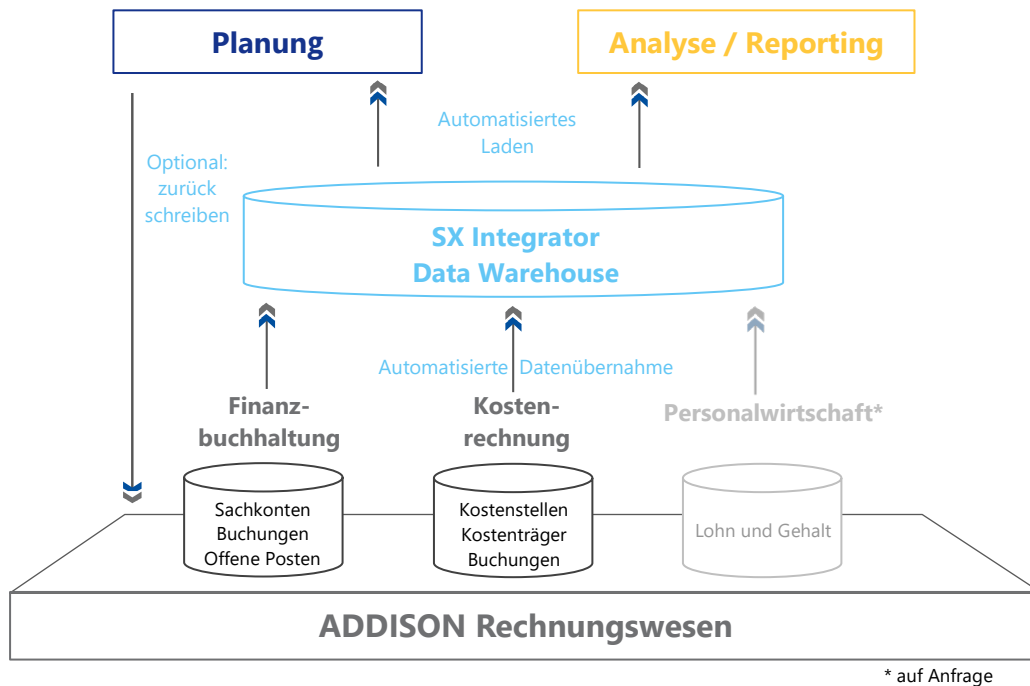 Planung
Analyse / Reporting
Automatisiertes
Laden
Optional:
zurück
schreiben
SX Integrator
Data Warehouse
Automatisierte Datenübernahme
Finanz-
buchhaltung
Kosten-
rechnung
Personalwirtschaft*
Sachkonten
Buchungen
Offene Posten
Kostenstellen
Kostenträger
Buchungen
Lohn und Gehalt
ADDISON Rechnungswesen
* auf Anfrage